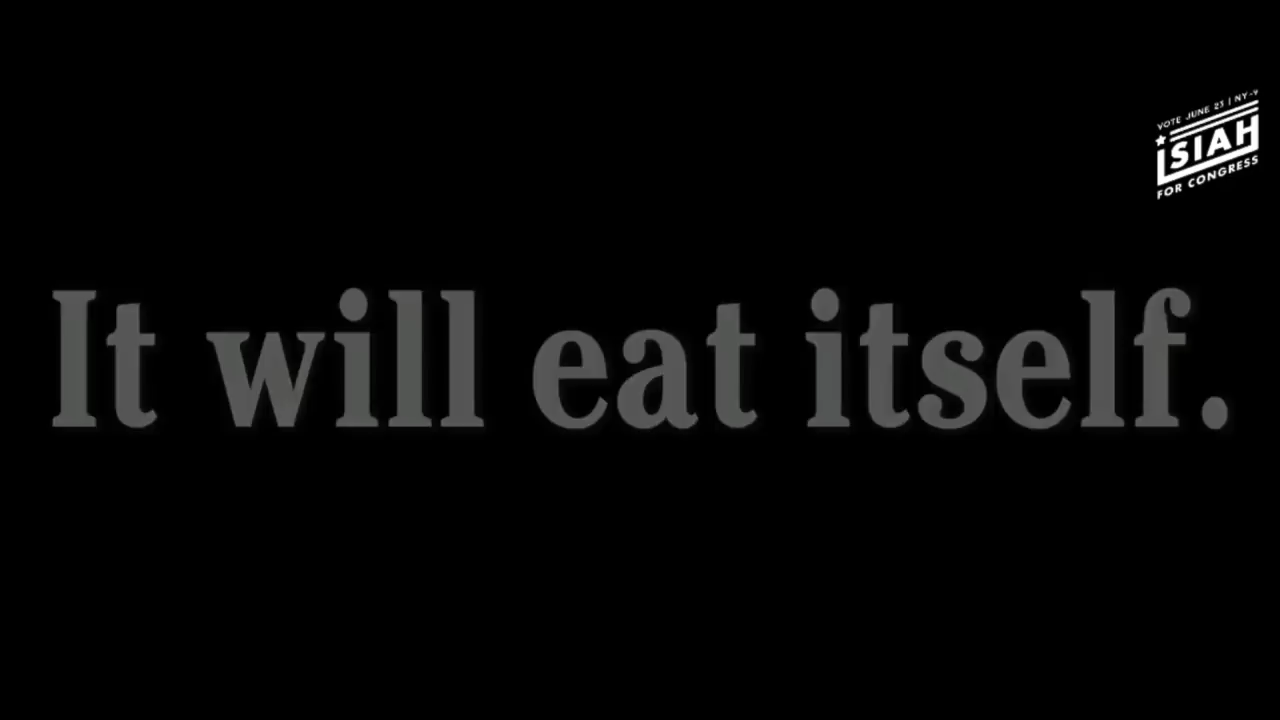 VOTE JUNE 23 | NY-9
iSIAH
FOR CONGRESS
It will eat itself.